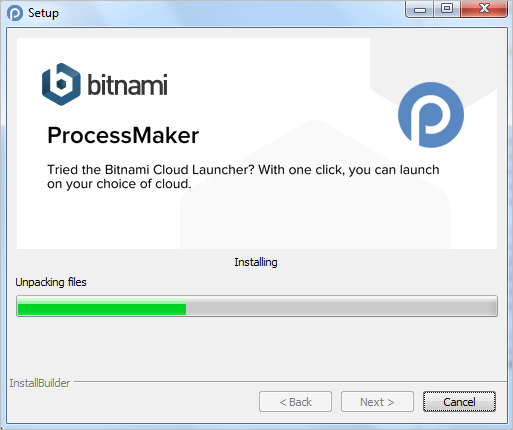 Setup
bitnami
ProcessMaker
Tried the Bitnami Cloud Launcher? With one click, you can launch
on your choice of cloud.
Installing
Unpacking files
InstallBuilder
< Back
Next >
Cancel